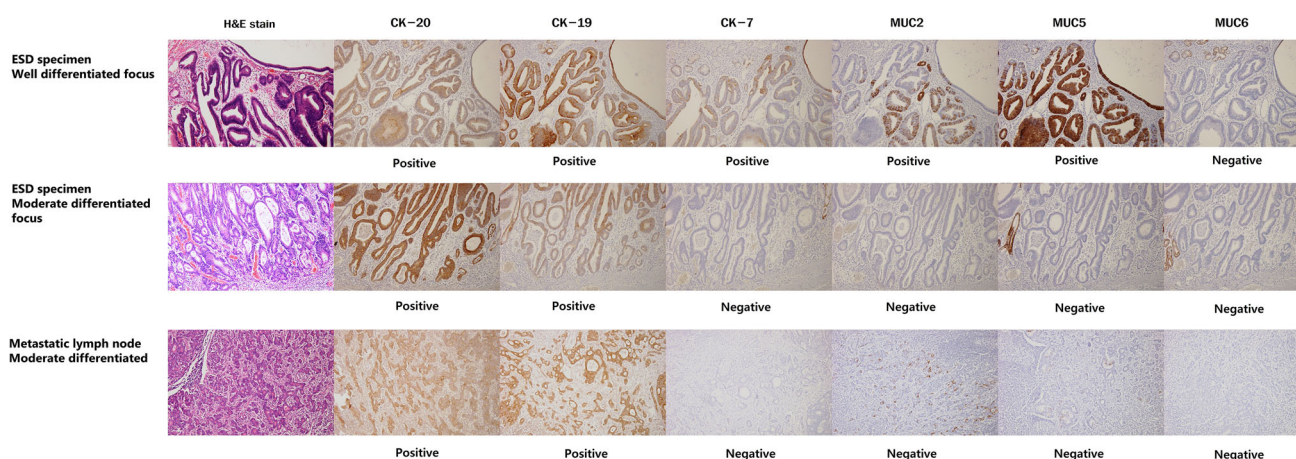 H&E stain CK−20 CK−19 CK−7 MUC2 MUC5 MUC6
ESD specimen
Well differentiated focus
Positive Positive Positive Positive Positive Negative
ESD specimen
Moderate differentiated
focus
Positive Positive Negative Negative Negative Negative
Metastatic lymph node
Moderate differentiated
Positive Positive Negative Negative Negative Negative